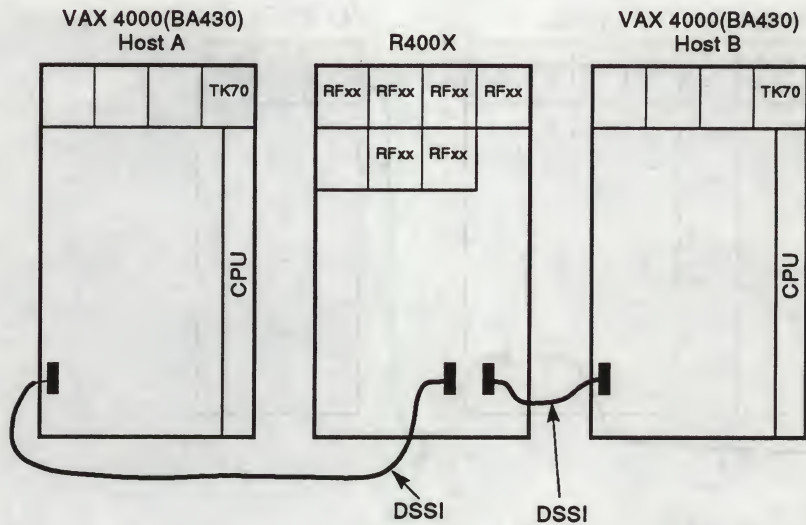 VAX 4000(BA430)
Host A
R400X
VAX 4000(BA430)
Host B
TK70
RFxx RFxx RFxx RFxx
TK70
RFxx RFxx
CPU
CPU
DSSI
DSSI